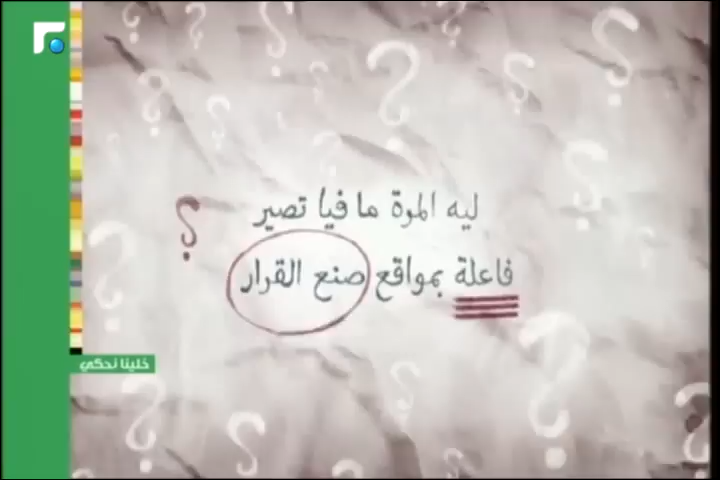 ليه المرة ما فيا تصير
فاعلة بمواقع صنع القرار ؟
خلينا نحكي